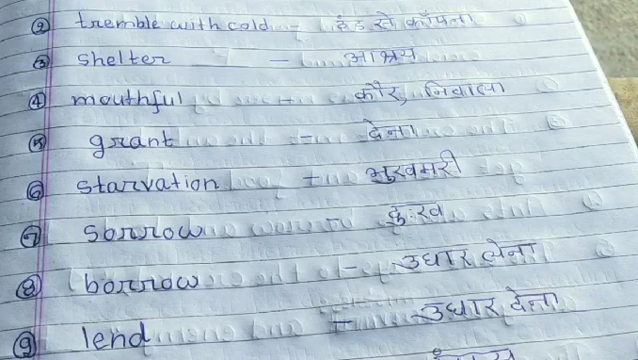 ② tremble with cold - ठंड से काँपना
③ shelter - आश्रय
④ mouthful - कौर, निवाला
⑤ grant - देना
⑥ starvation - भुखमरी
⑦ sorrow - दुःख
⑧ borrow - उधार लेना
⑨ lend - उधार देना